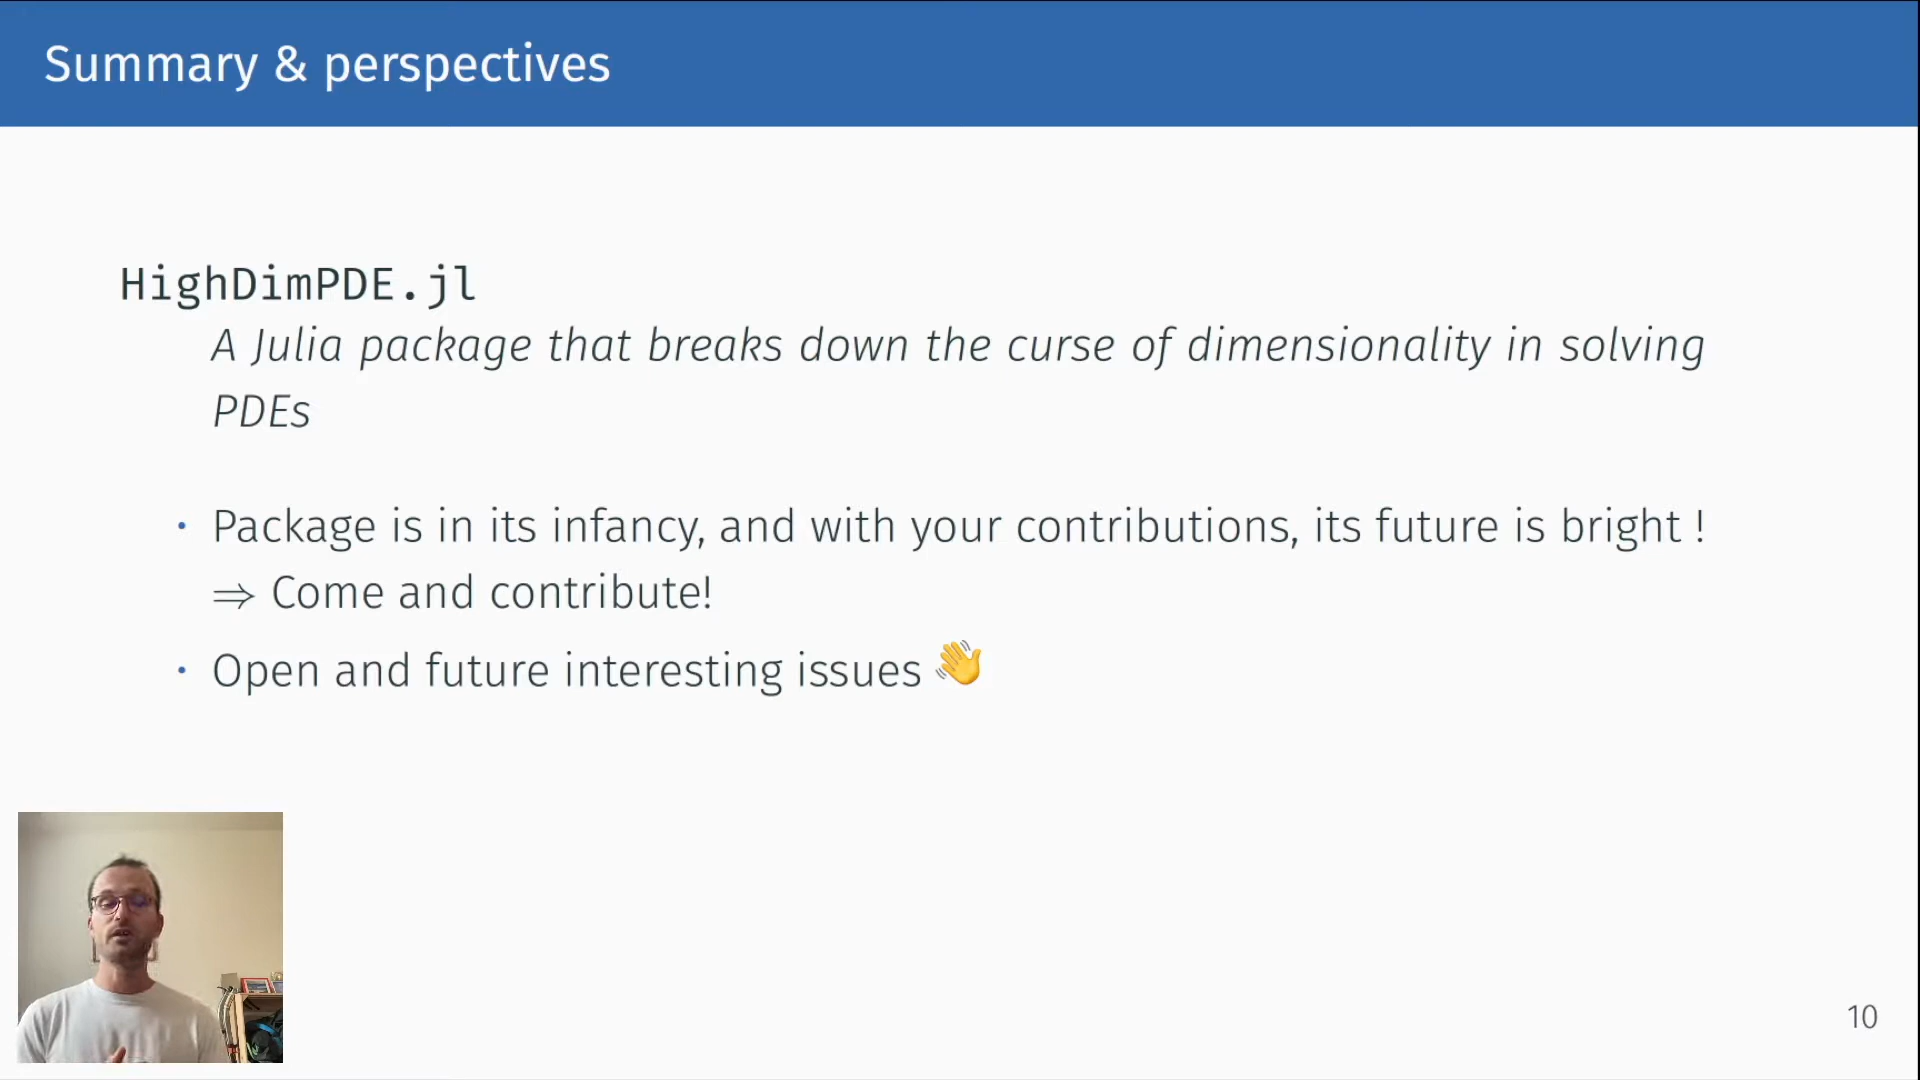 Summary & perspectives
HighDimPDE.jl
A Julia package that breaks down the curse of dimensionality in solving
PDEs
• Package is in its infancy, and with your contributions, its future is bright !
⇒ Come and contribute!
• Open and future interesting issues 👋
10